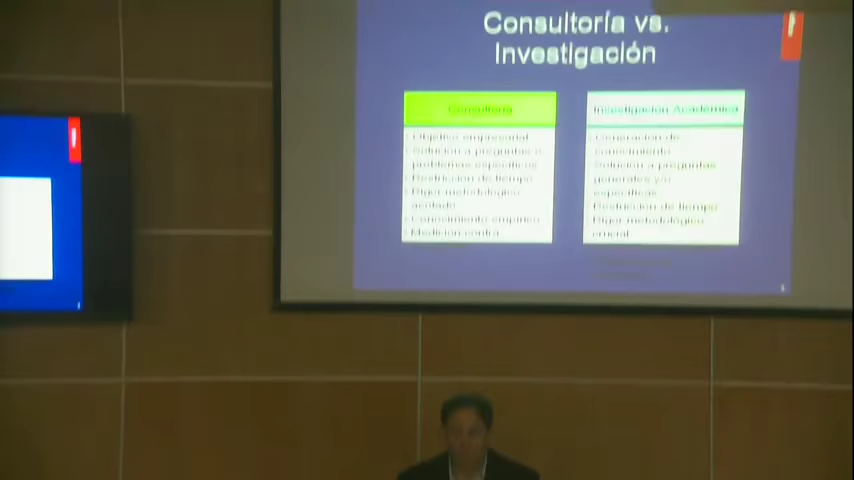 Consultoría vs.
Investigación
Consultoría
Objetivo empresarial
Solución a preguntas o
problemas específicos
Restricción de tiempo
Rigor metodológico
acotado
Conocimiento empírico
Medición contra
Investigación Académica
Generación de
conocimiento
Solución a preguntas
generales y/o
específicas
Restricción de tiempo
Rigor metodológico
crucial